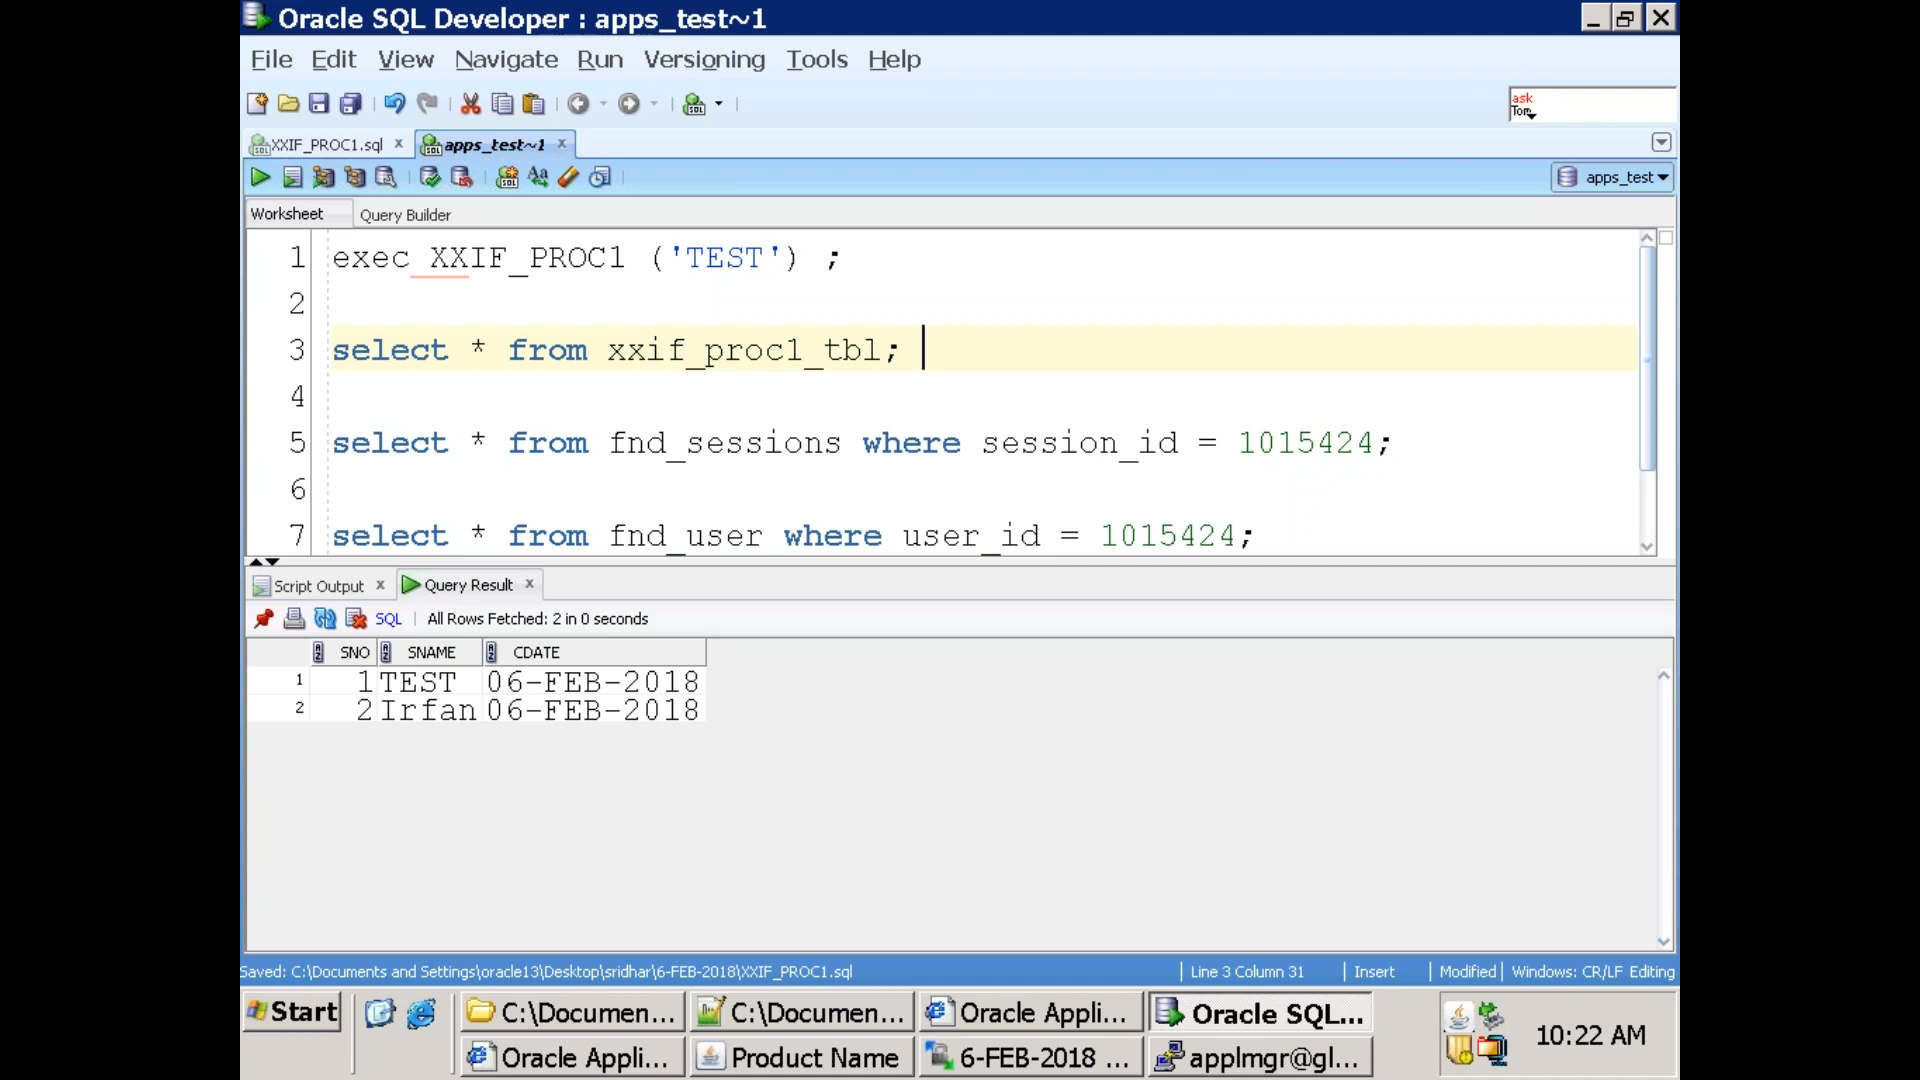 Oracle SQL Developer : apps_test~1
File Edit View Navigate Run Versioning Tools Help
ask
Tom
XXIF_PROC1.sql apps_test~1
apps_test
Worksheet Query Builder
1 exec XXIF_PROC1 ('TEST') ;
2
3 select * from xxif_proc1_tbl;
4
5 select * from fnd_sessions where session_id = 1015424;
6
7 select * from fnd_user where user_id = 1015424;
Script Output Query Result
SQL All Rows Fetched: 2 in 0 seconds
SNO SNAME CDATE
1 1 TEST 06-FEB-2018
2 2 Irfan 06-FEB-2018
Saved: C:\Documents and Settings\oracle13\Desktop\sridhar\6-FEB-2018\XXIF_PROC1.sql Line 3 Column 31 Insert Modified Windows: CR/LF Editing
Start C:\Documen... C:\Documen... Oracle Appli... Oracle SQL...
10:22 AM
Oracle Appli... Product Name 6-FEB-2018 ... applmgr@gl...